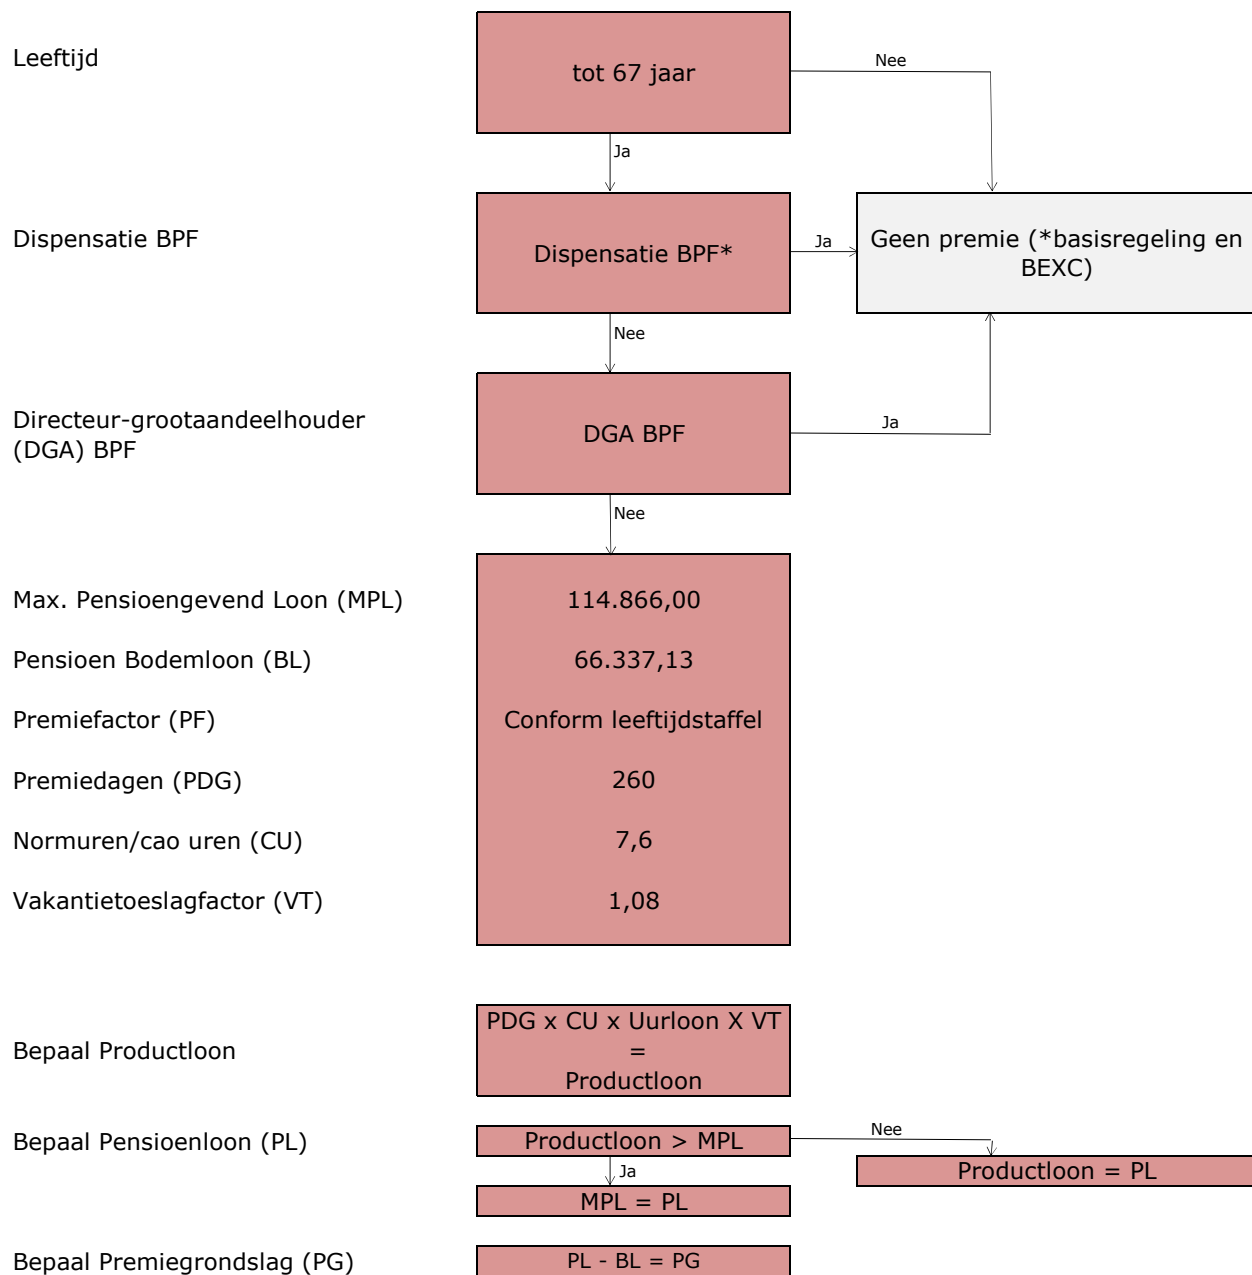 Leeftijd
tot 67 jaar
Nee
Ja
Dispensatie BPF
Dispensatie BPF*
Ja
Geen premie (*basisregeling en
BEXC)
Nee
Directeur-grootaandeelhouder
(DGA) BPF
DGA BPF
Ja
Nee
Max. Pensioengevend Loon (MPL)
114.866,00
Pensioen Bodemloon (BL)
66.337,13
Premiefactor (PF)
Conform leeftijdstaffel
Premiedagen (PDG)
260
Normuren/cao uren (CU)
7,6
Vakantietoeslagfactor (VT)
1,08
Bepaal Productloon
PDG x CU x Uurloon X VT
=
Productloon
Bepaal Pensioenloon (PL)
Productloon > MPL
Nee
Ja
Productloon = PL
MPL = PL
Bepaal Premiegrondslag (PG)
PL - BL = PG